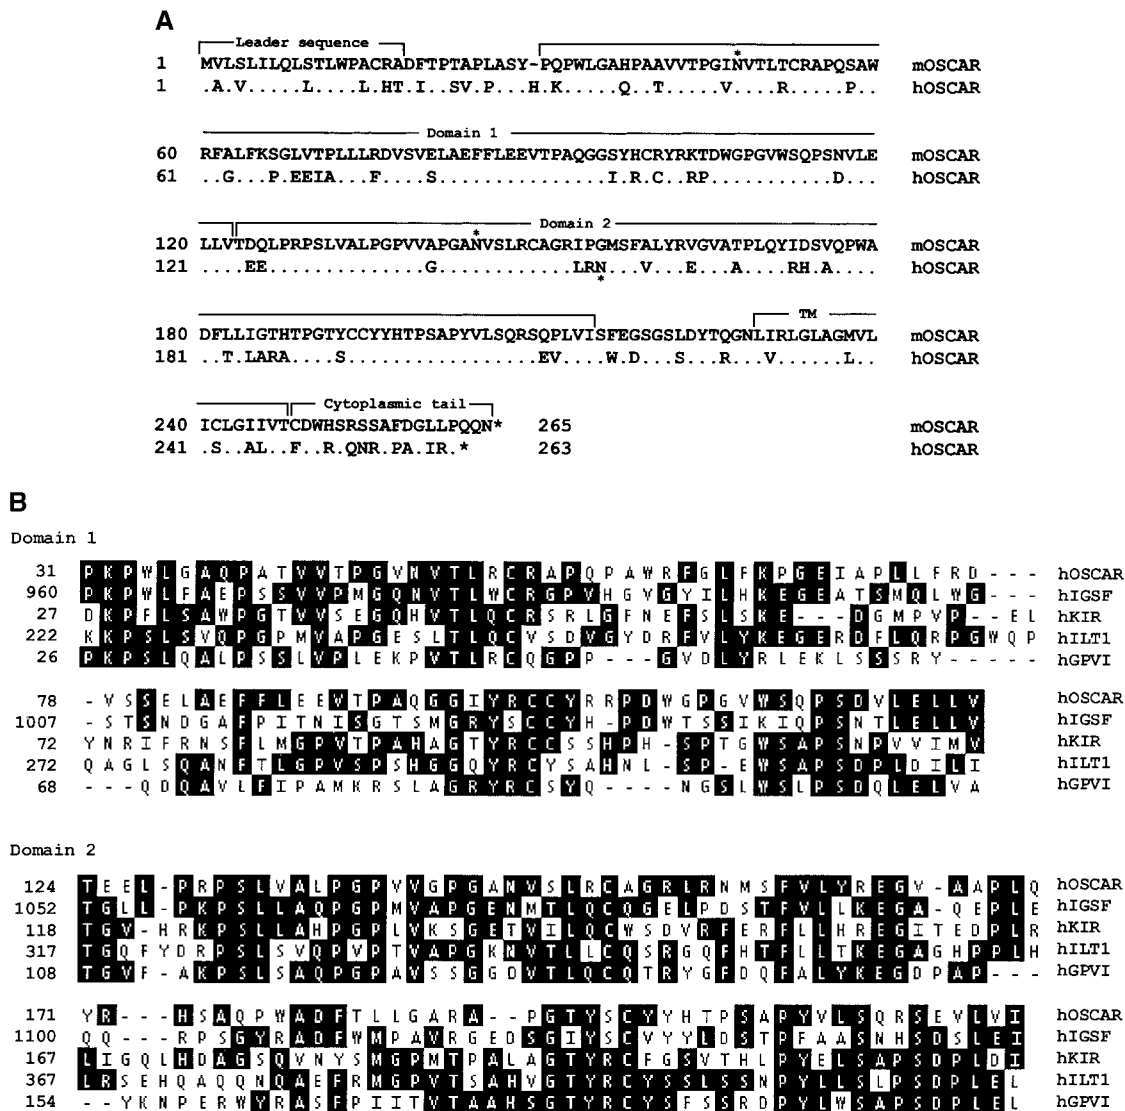 A
Leader sequence
*
1 MVLSLILQLSTLWPACRADFTPTAPLASY-PQPWLGAHPAAVVTPGINVTLTCRAPQSAW mOSCAR
1 .A.V.....L....L.HT.I..SV.P...H.K.....Q..T.....V....R.....P.. hOSCAR
Domain 1
60 RFALFKSGLVTPLLLRDVSVELAEFFLEEVTPAQGGSYHCRYRKTDWGPGVWSQPSNVLE mOSCAR
61 ..G...P.EEIA...F....S...............I.R.C..RP...........D... hOSCAR
Domain 2
*
120 LLVTDQLPRPSLVALPGPVVAPGANVSLRCAGRIPGMSFALYRVGVATPLQYIDSVQPWA mOSCAR
121 ....EE..............G............LRN...V...E...A....RH.A.... hOSCAR
*
180 DFLLIGTHTPGTYCCYYHTPSAPYVLSQRSQPLVISFEGSGSLDYTQGNLIRLGLAGMVL mOSCAR
TM
181 ..T.LARA....S.................EV....W.D...S...R...V......L.. hOSCAR
Cytoplasmic tail
240 ICLGIIVTCDWHSRSSAFDGLLPQQN* 265 mOSCAR
241 .S..AL..F..R.QNR.PA.IR.* 263 hOSCAR
B
Domain 1
31 PKPWLGAQPATVVTPGVNVTLRCRAPQPAWRFGLFKPGEIAPLLFRD--- hOSCAR
960 PKPWLFAEPSSVVPMGQNVTLWCRGPVHGVGYILHKEGEATSMQLWG--- hIGSF
27 DKPFLSAWPGTVVSEGQHVTLQCRSRLGFNEFSLSKE---DGMPVP--EL hKIR
222 KKPSLSVQPGPMVAPGESLTLQCVSDVGYDRFVLYKEGERDFLQRPGWQP hILT1
26 PKPSLQALPSSLVPLEKPVTLRCQGPP---GVDLYRLEKLSSSRY----- hGPVI
78 -VSSELAEFFLEEVTPAQGGIYRCCYRRPDWGPGVWSQPSDVLELLV hOSCAR
1007 -STSNDGAFPITNISGTSMGRYSCCYH-PDWTSSIKIQPSNTLELLV hIGSF
72 YNRIFRNSFLMGPVTPAHAGTYRCCSSHPH-SPTGWSAPSNPVVIMV hKIR
272 QAGLSQANFTLGPVSPSHGGQYRCYSAHNL-SP-EWSAPSDPLDILI hILT1
68 ---QDQAVLFIPAMKRSLAGRYRCSYQ----NGSLWSLPSDQLELVA hGPVI
Domain 2
124 TEEL-PRPSLVALPGPVVGPGANVSLRCAGRLRNMSFVLYREGV-AAPLQ hOSCAR
1052 TGLL-PKPSLLAQPGPMVAPGENMTLQCQGELPDSTFVLLKEGA-QEPLE hIGSF
118 TGV-HRKPSLLAHPGPLVKSGETVILQCWSDVRFERFLLHREGITEDPLR hKIR
317 TGQFYDRPSLSVQPVPTVAPGKNVTLLCQSRGQFHTFLLTKEGAGHPPLH hILT1
108 TGVF-AKPSLSAQPGPAVSSGGDVTLQCQTRYGFDQFALYKEGDPAP--- hGPVI
171 YR---HSAQPWADFTLLGARA--PGTYSCYYHTPSAPYVLSQRSEVLVI hOSCAR
1100 QQ---RPSGYRADFWMPAVRGEDSGIYSCVYYLDSTPFAASNHSDSLEI hIGSF
167 LIGQLHDAGSQVNYSMGPMTPALAGTYRCFGSVTHLPYELSAPSDPLDI hKIR
367 LRSEHQAQQNQAEFRMGPVTSAHVGTYRCYSSLSSNPYLLSLPSDPLEL hILT1
154 --YKNPERWYRASFPIITVTAAHSGTYRCYSFSSRDPYLWSAPSDPLEL hGPVI